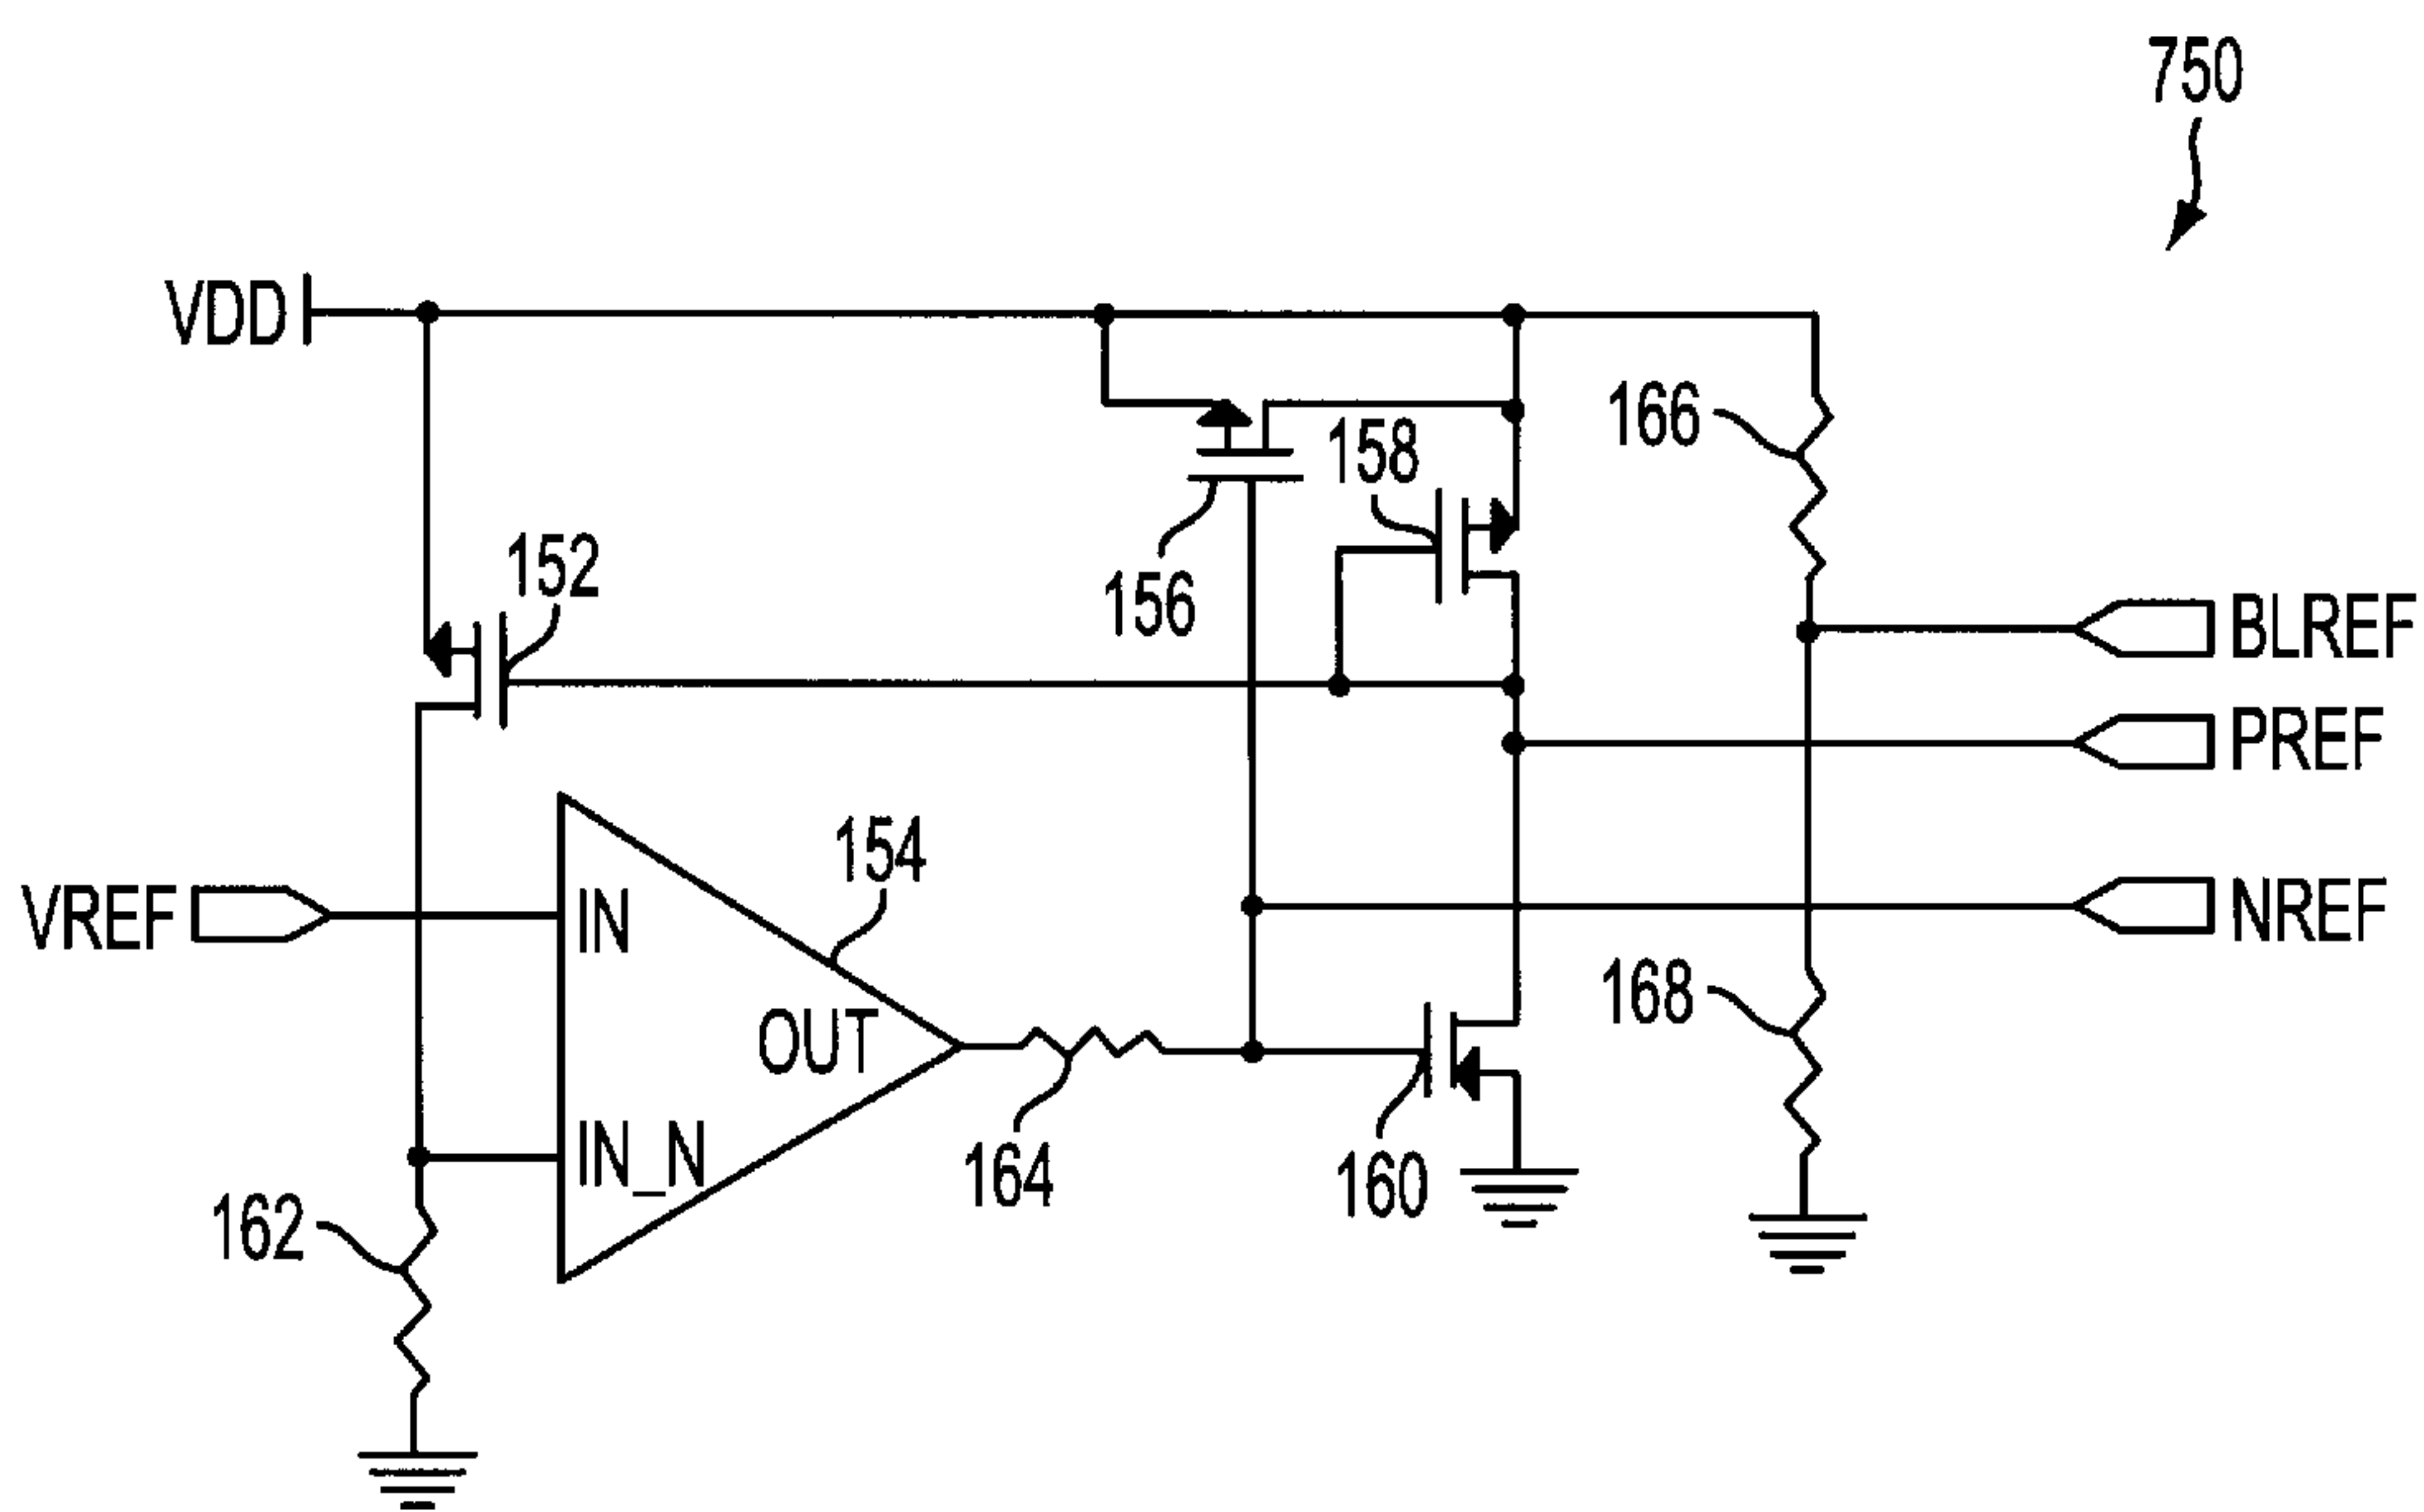 750
VDD
166
158
152
156
BLREF
PREF
154
VREF
IN
NREF
OUT
168
IN_N
164
160
162